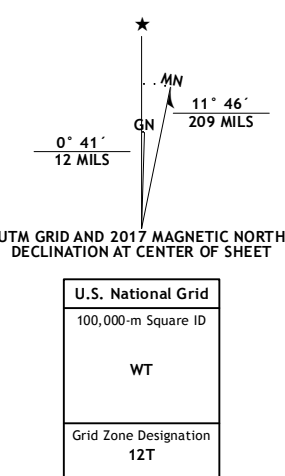 ★
MN
11° 46´
209 MILS
GN
0° 41´
12 MILS
UTM GRID AND 2017 MAGNETIC NORTH
DECLINATION AT CENTER OF SHEET
U.S. National Grid
100,000-m Square ID
WT
Grid Zone Designation
12T